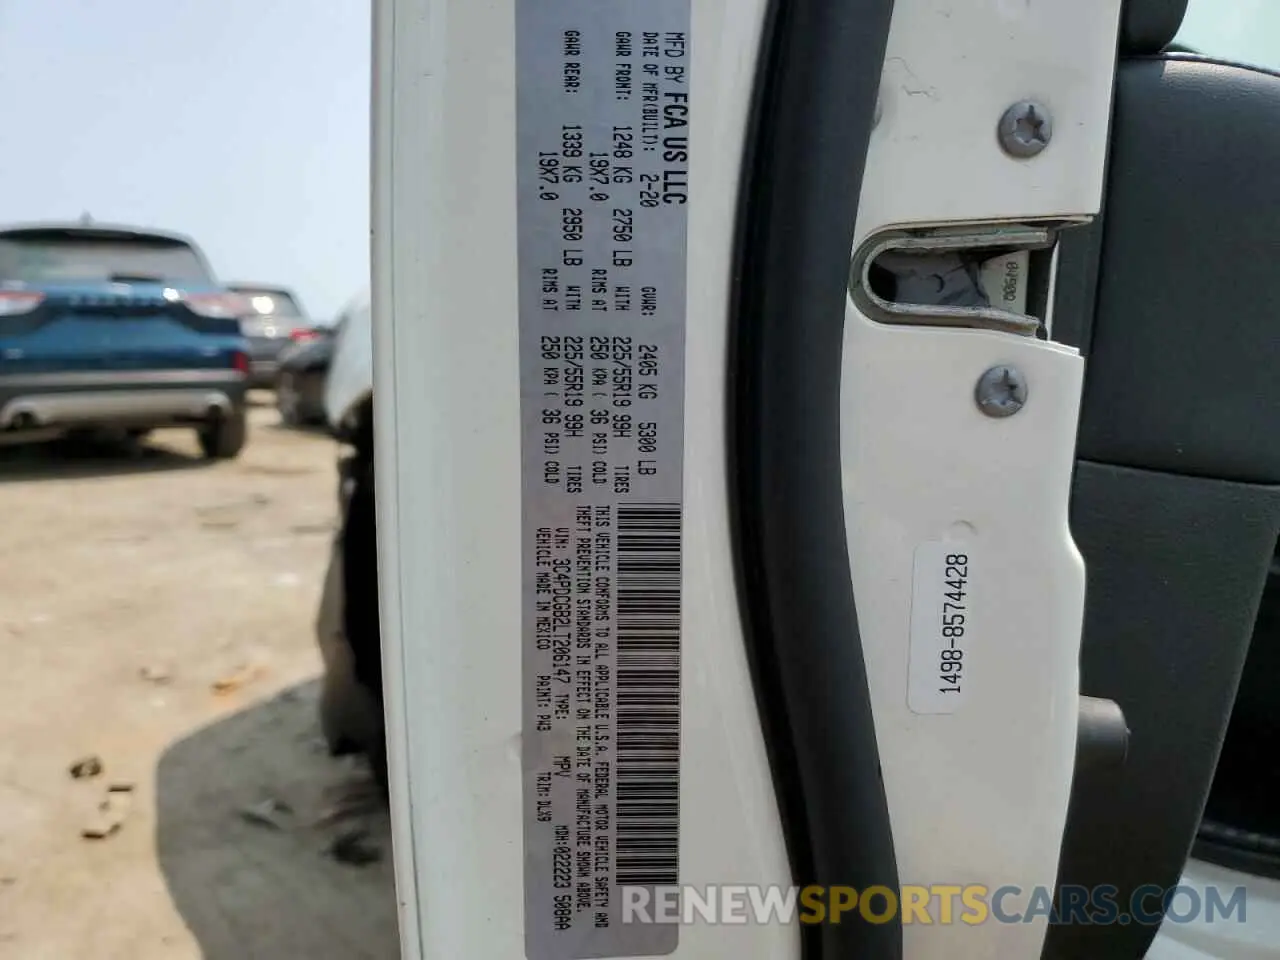 MFD BY FCA US LLC
DATE OF MFR(BUILT): 2-20 GVWR: 2405 KG 5300 LB
GAWR FRONT: 1248 KG 2750 LB WITH 225/55R19 99H TIRES
19X7.0 RIMS AT 250 KPA ( 36 PSI) COLD
GAWR REAR: 1339 KG 2950 LB WITH 225/55R19 99H TIRES
19X7.0 RIMS AT 250 KPA ( 36 PSI) COLD
THIS VEHICLE CONFORMS TO ALL APPLICABLE U.S.A. FEDERAL MOTOR VEHICLE SAFETY AND
THEFT PREVENTION STANDARDS IN EFFECT ON THE DATE OF MANUFACTURE SHOWN ABOVE.
VIN: 3C4PDCGB2LT206147 TYPE: MPV MDH:022223 508AA
VEHICLE MADE IN MEXICO PAINT: PW3 TRIM: DLX9
1498-8574428
RENEWSPORTSCARS.COM